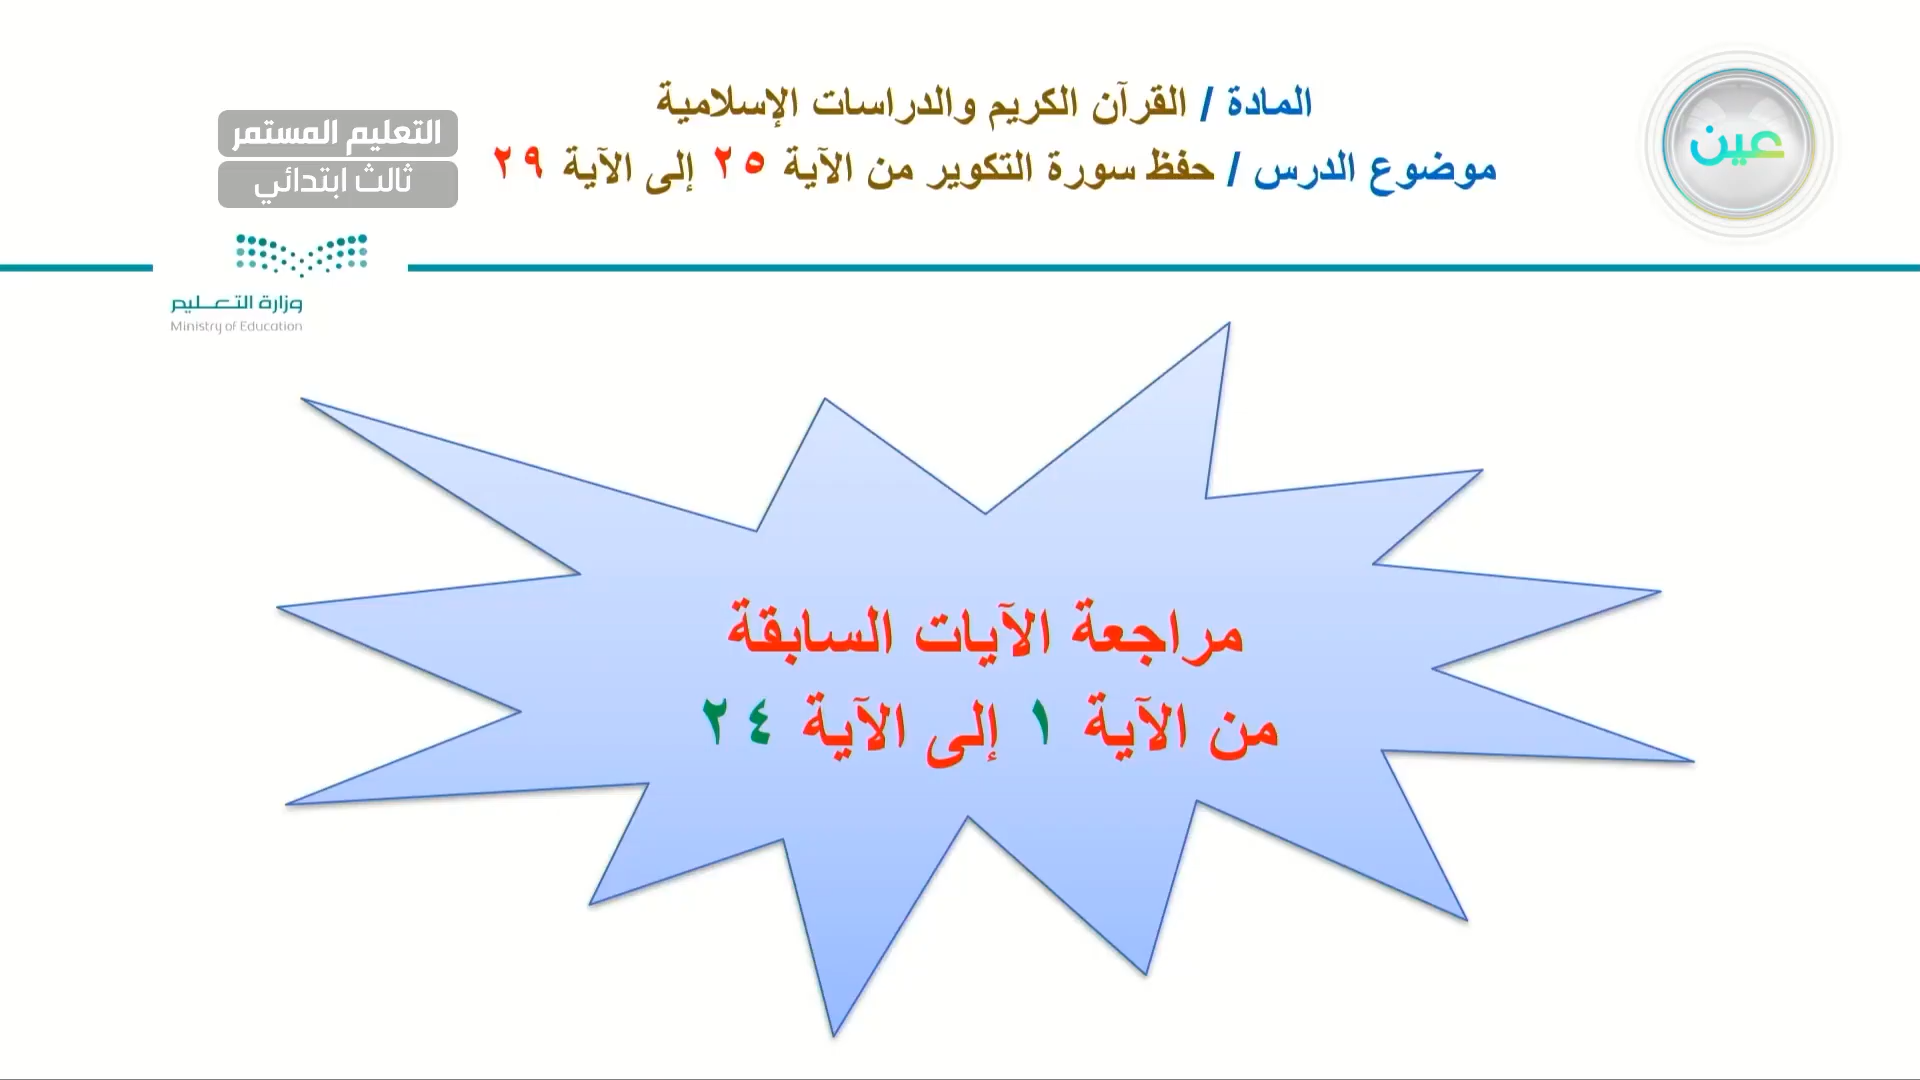 المادة / القرآن الكريم والدراسات الإسلامية
موضوع الدرس / حفظ سورة التكوير من الآية ٢٥ إلى الآية ٢٩
عين
التعليم المستمر
ثالث ابتدائي
وزارة التعليم
Ministry of Education
مراجعة الآيات السابقة
من الآية ١ إلى الآية ٢٤